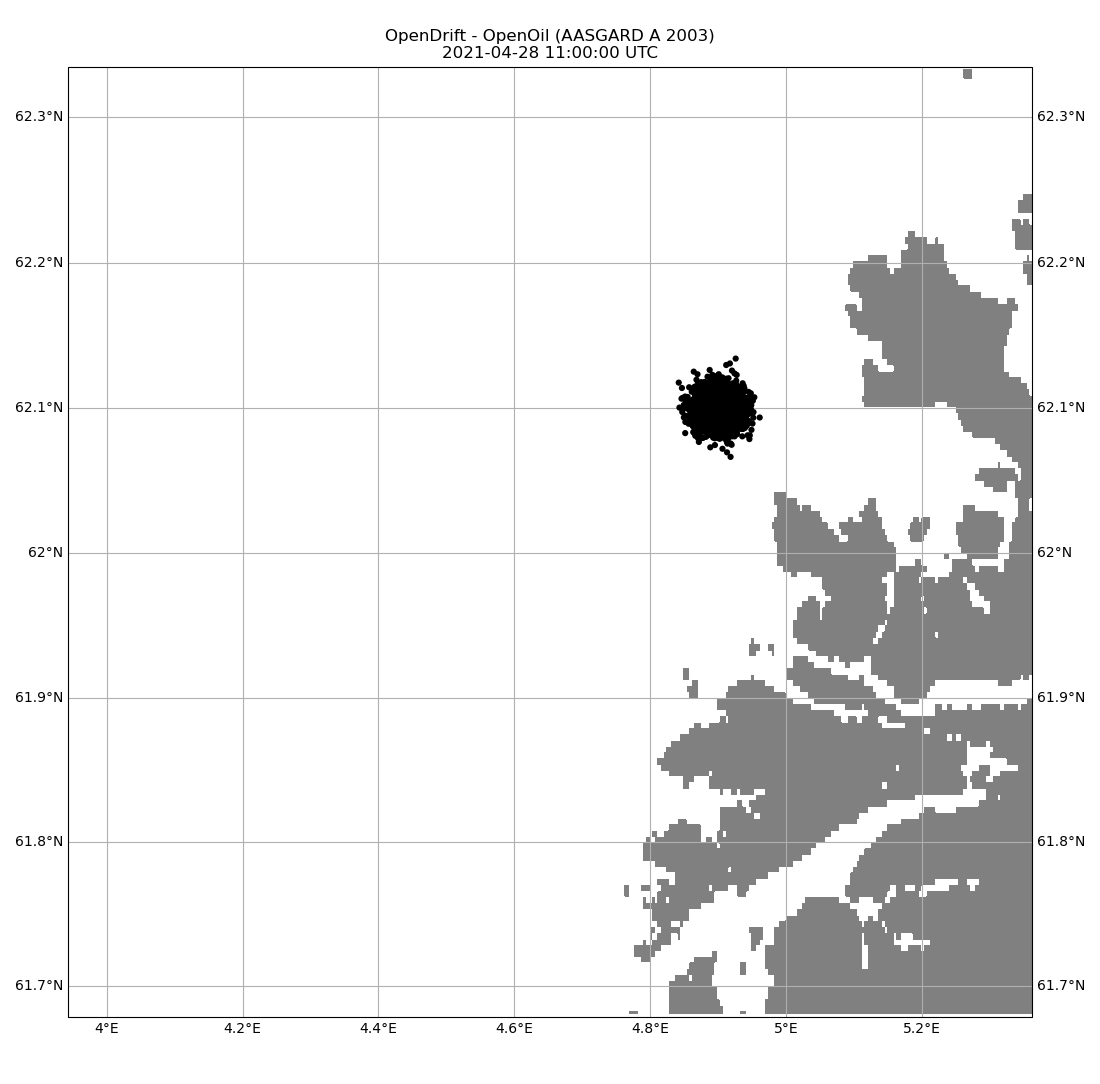 OpenDrift - OpenOil (AASGARD A 2003)
2021-04-28 11:00:00 UTC
62.3°N 62.3°N
62.2°N 62.2°N
62.1°N 62.1°N
62°N 62°N
61.9°N 61.9°N
61.8°N 61.8°N
61.7°N 61.7°N
4°E 4.2°E 4.4°E 4.6°E 4.8°E 5°E 5.2°E